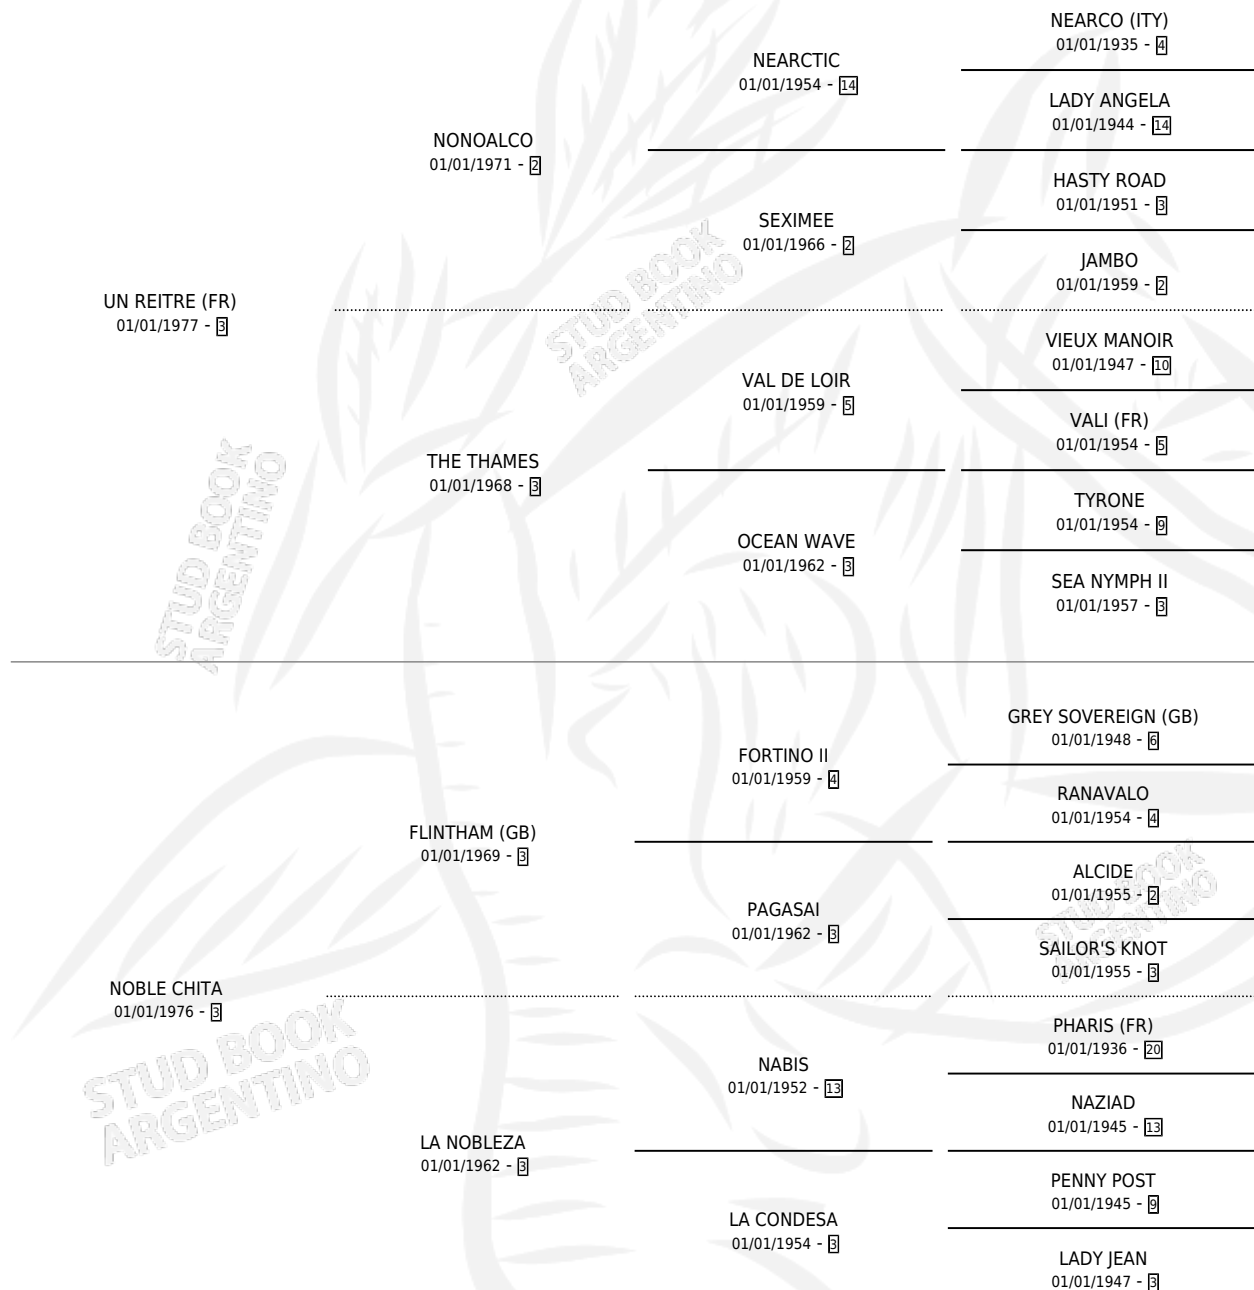 NEARCO (ITY)
01/01/1935 - 4
NEARCTIC
01/01/1954 - 14
LADY ANGELA
01/01/1944 - 14
NONOALCO
01/01/1971 - 2
HASTY ROAD
01/01/1951 - 3
SEXIMEE
01/01/1966 - 2
JAMBO
01/01/1959 - 2
UN REITRE (FR)
01/01/1977 - 3
VIEUX MANOIR
01/01/1947 - 10
VAL DE LOIR
01/01/1959 - 5
VALI (FR)
01/01/1954 - 5
THE THAMES
01/01/1968 - 3
TYRONE
01/01/1954 - 9
OCEAN WAVE
01/01/1962 - 3
SEA NYMPH II
01/01/1957 - 3
GREY SOVEREIGN (GB)
01/01/1948 - 6
FORTINO II
01/01/1959 - 4
RANAVALO
01/01/1954 - 4
FLINTHAM (GB)
01/01/1969 - 3
ALCIDE
01/01/1955 - 2
PAGASAI
01/01/1962 - 3
SAILOR'S KNOT
01/01/1955 - 3
NOBLE CHITA
01/01/1976 - 3
PHARIS (FR)
01/01/1936 - 20
NABIS
01/01/1952 - 13
NAZIAD
01/01/1945 - 13
LA NOBLEZA
01/01/1962 - 3
PENNY POST
01/01/1945 - 9
LA CONDESA
01/01/1954 - 3
LADY JEAN
01/01/1947 - 3
STUD BOOK
ARGENTINO
STUD BOOK
ARGENTINO
STUD BOOK
ARGENTINO
STUD BOOK
ARGENTINO